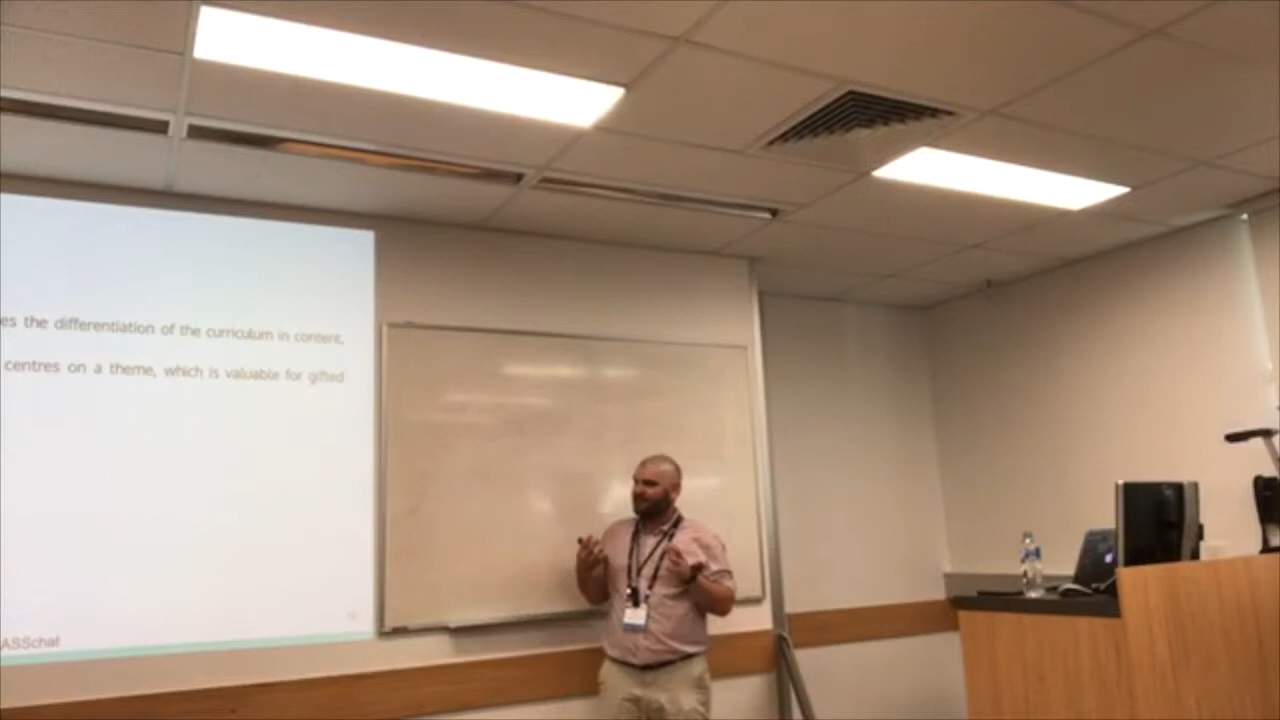 es the differentiation of the curriculum in content,
centres on a theme, which is valuable for gifted
ASSchat